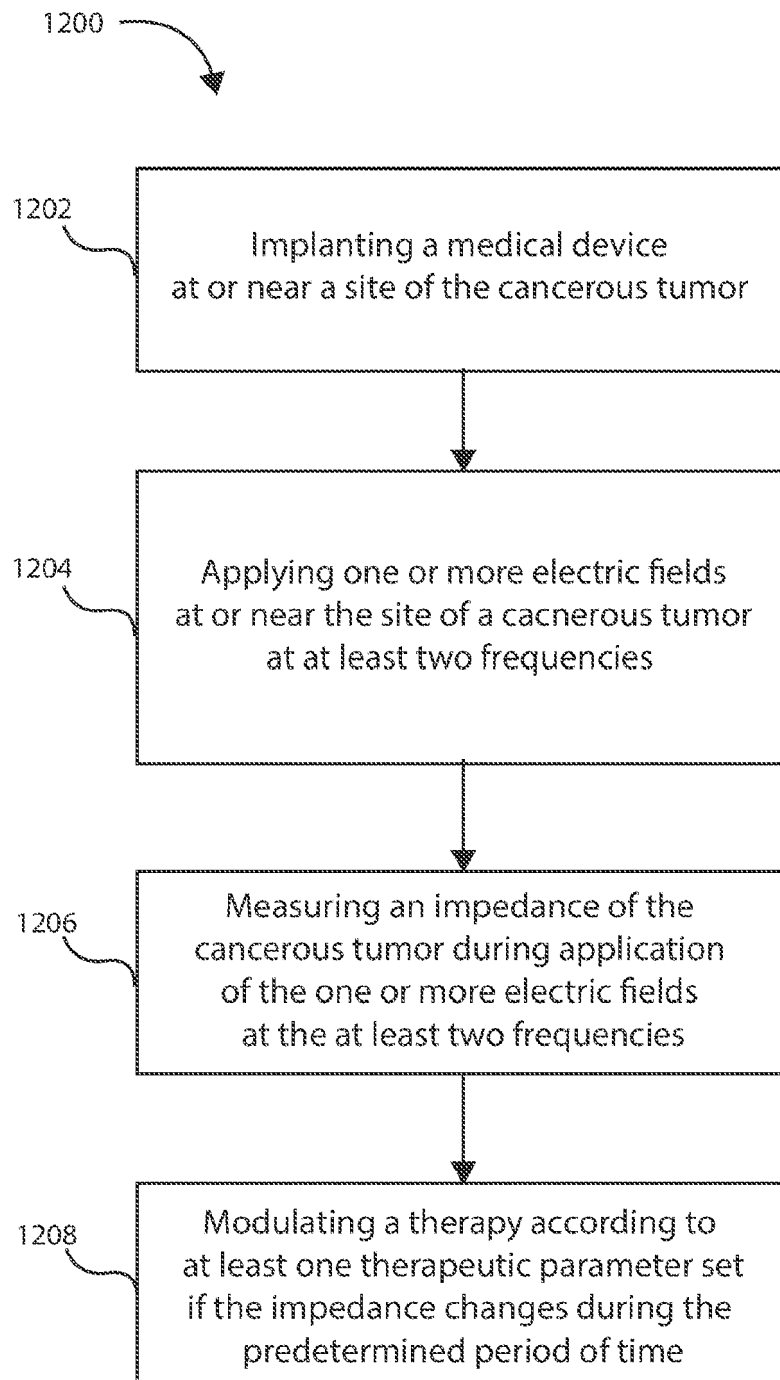 1200
1202
Implanting a medical device
at or near a site of the cancerous tumor
1204
Applying one or more electric fields
at or near the site of a cacnerous tumor
at at least two frequencies
1206
Measuring an impedance of the
cancerous tumor during application
of the one or more electric fields
at the at least two frequencies
1208
Modulating a therapy according to
at least one therapeutic parameter set
if the impedance changes during the
predetermined period of time